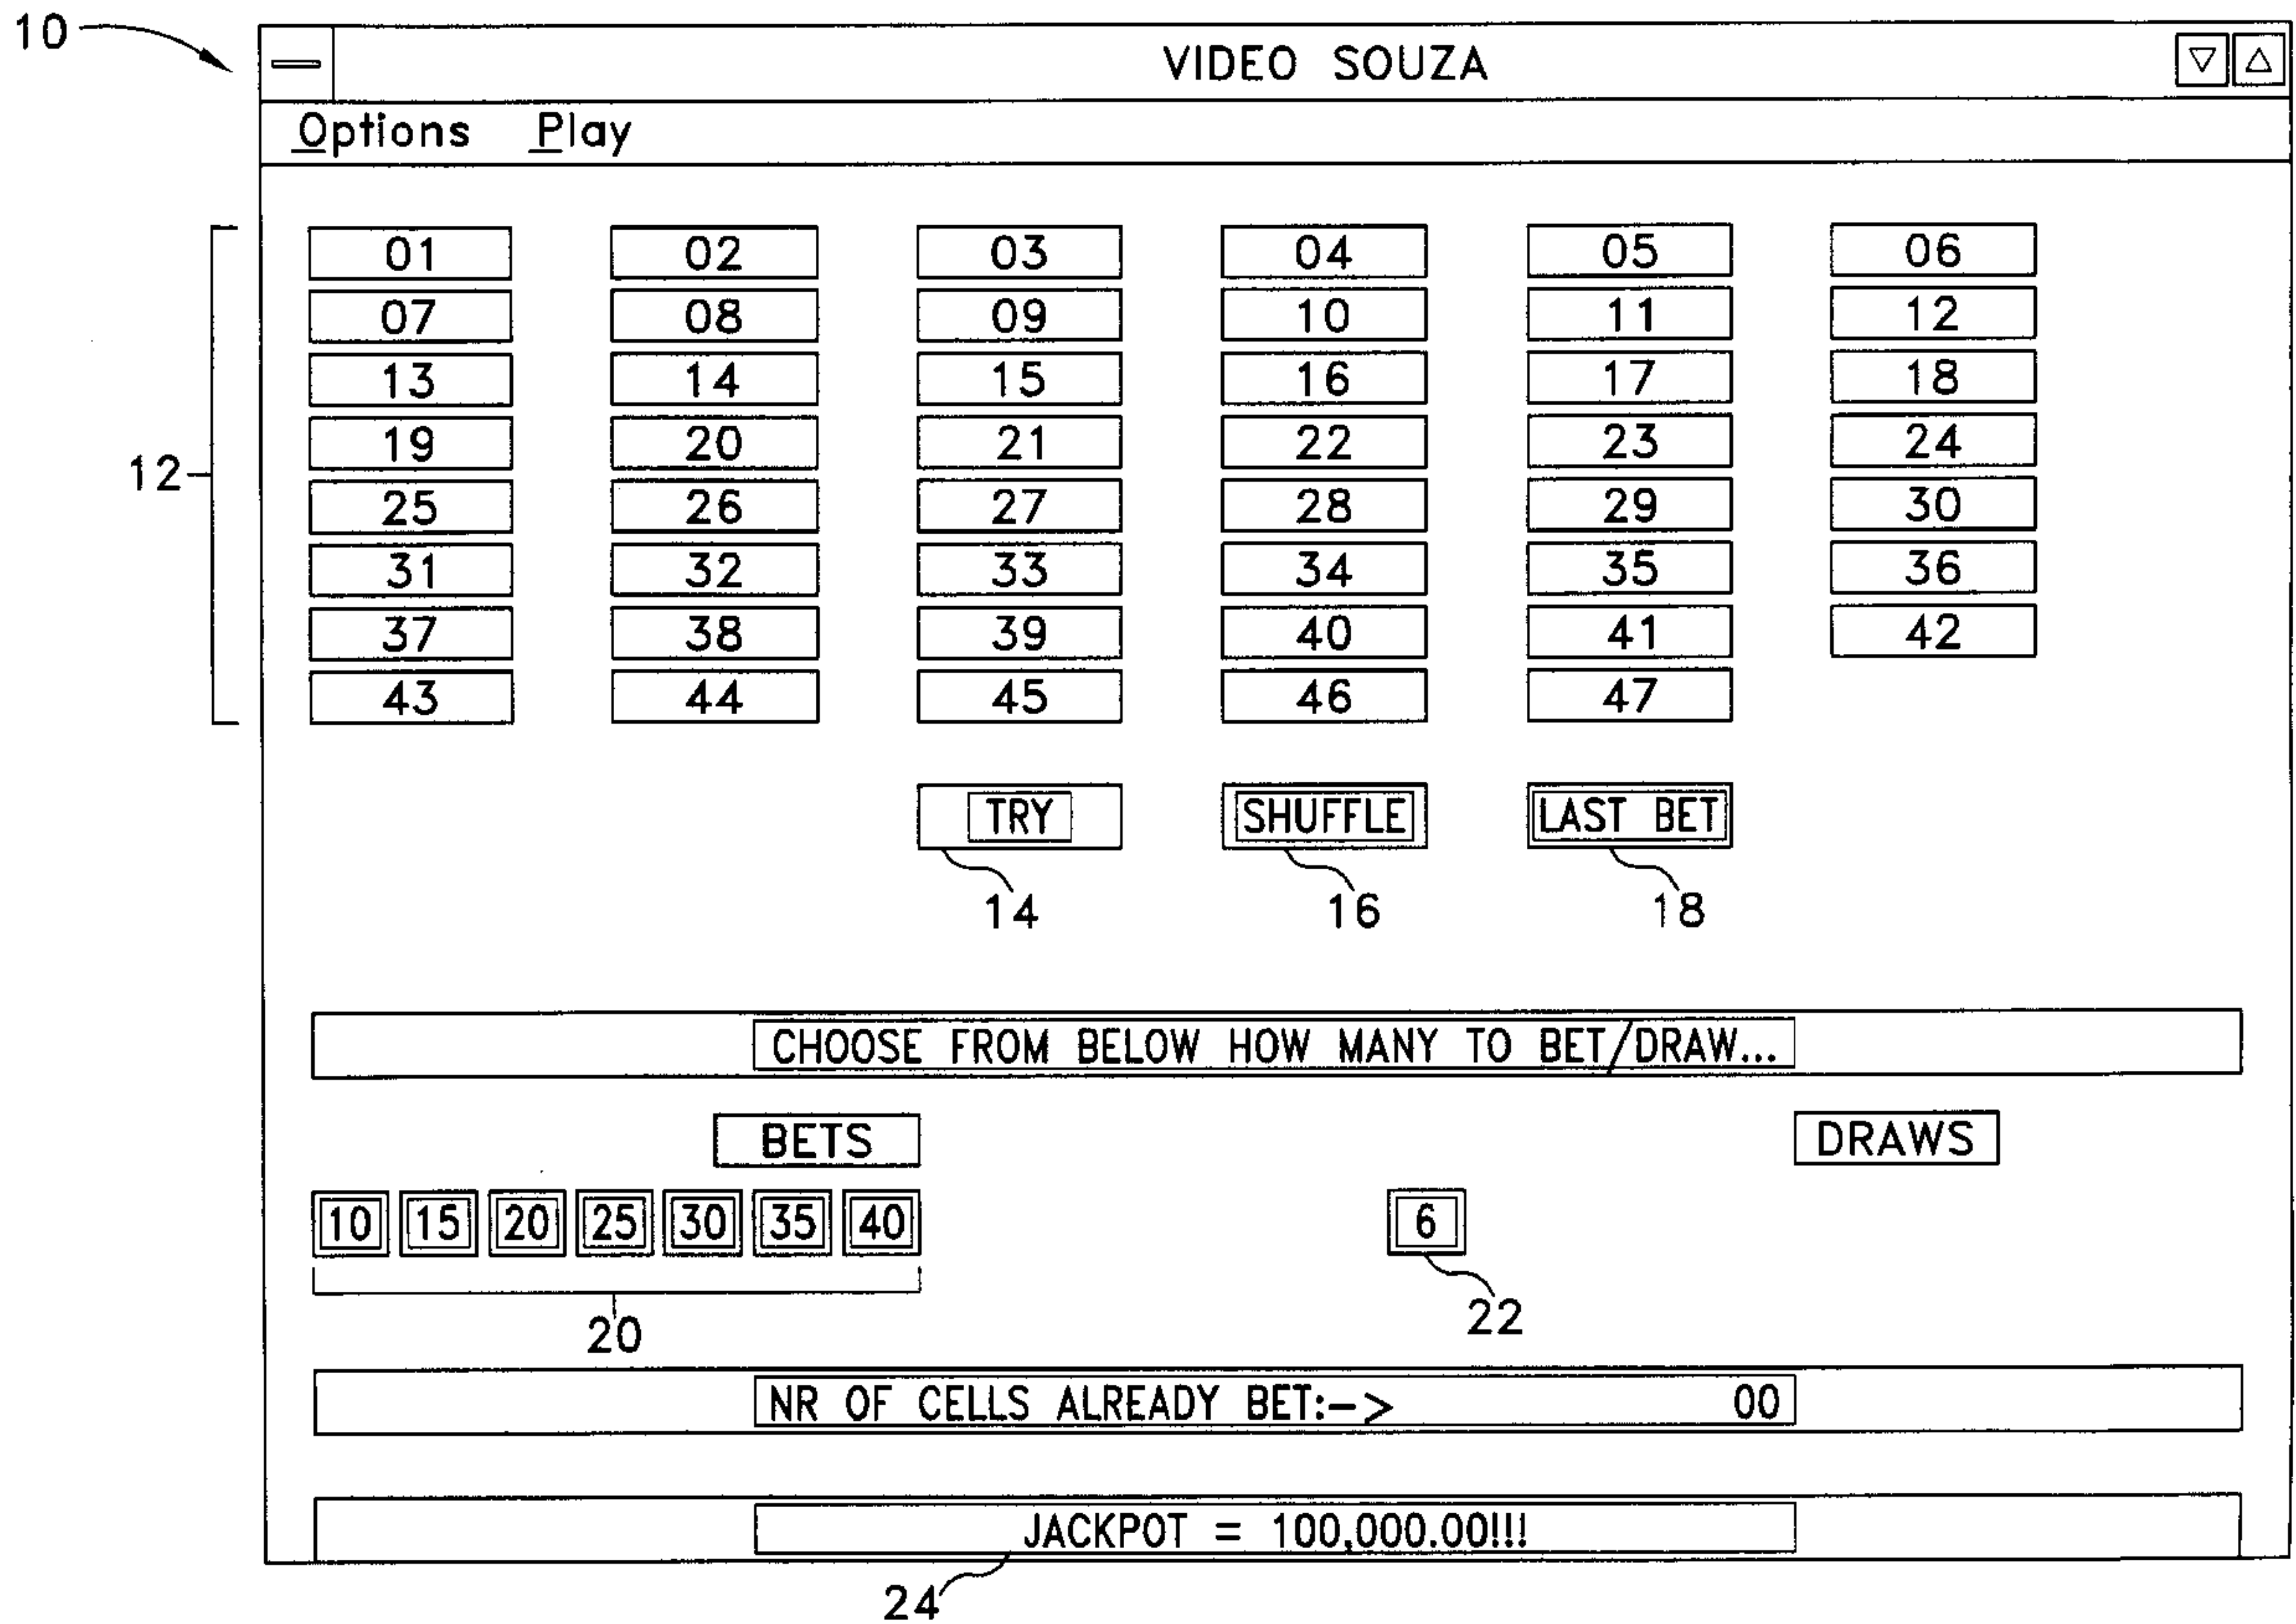 10
VIDEO SOUZA
Options Play
01 02 03 04 05 06
07 08 09 10 11 12
13 14 15 16 17 18
19 20 21 22 23 24
12
25 26 27 28 29 30
31 32 33 34 35 36
37 38 39 40 41 42
43 44 45 46 47
TRY SHUFFLE LAST BET
14 16 18
CHOOSE FROM BELOW HOW MANY TO BET/DRAW...
BETS DRAWS
10 15 20 25 30 35 40 6
20 22
NR OF CELLS ALREADY BET:-> 00
JACKPOT = 100,000.00!!!
24